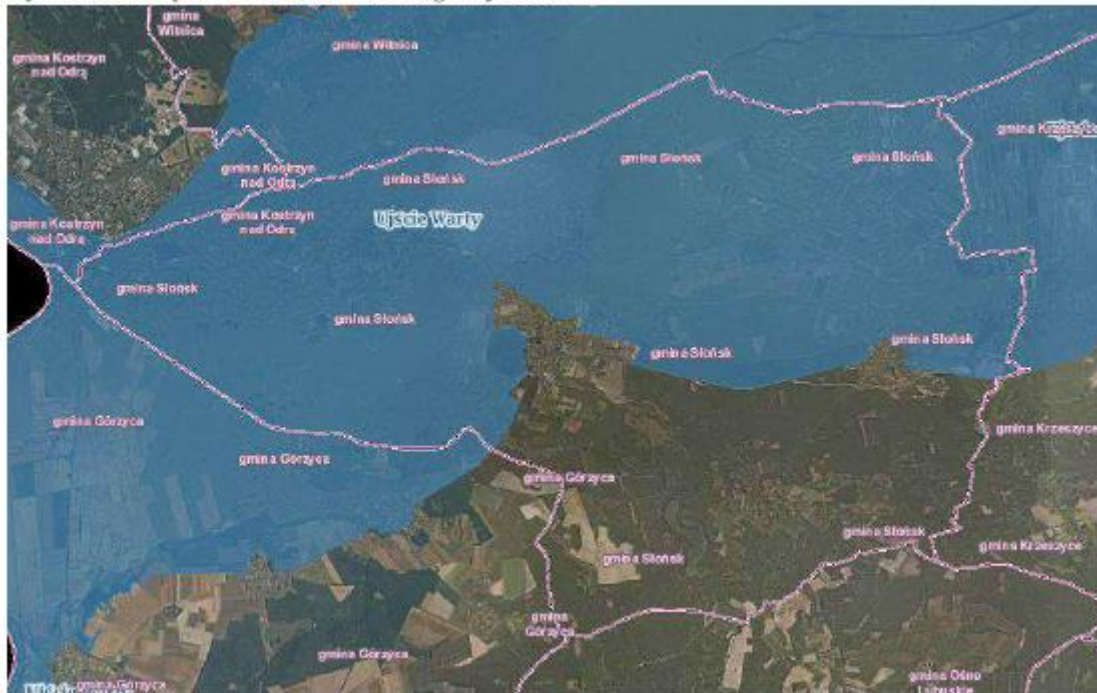 gmina
Witnica
gmina Witnica
gmina Kostrzyn
nad Odrą
gmina Krzeszyce
gmina Słońsk
gmina Słońsk
gmina Kostrzyn
nad Odrą
gmina Słońsk
gmina Kostrzyn
nad Odrą
Ujście Warty
gmina Kostrzyn
nad Odrą
gmina Słońsk
gmina Słońsk
gmina Słońsk
gmina Słońsk
gmina Górzyca
gmina Krzeszyce
gmina Górzyca
gmina Górzyca
gmina Słońsk
gmina Krzeszyce
gmina Słońsk
gmina
Górzyca
gmina Górzyca
gmina Ośno
Lubuskie
gmina Górzyca